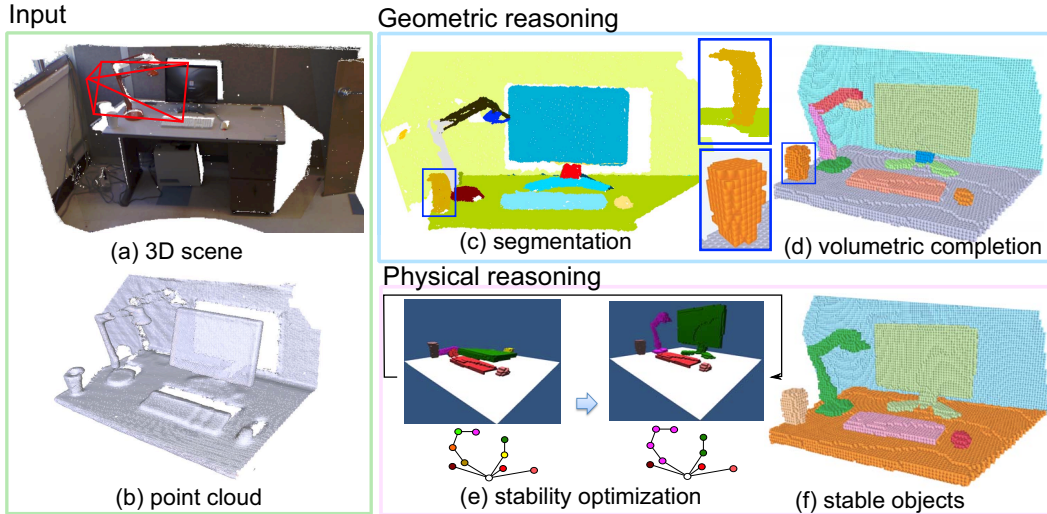 Input
Geometric reasoning
(a) 3D scene
(c) segmentation
(d) volumetric completion
Physical reasoning
(b) point cloud
(e) stability optimization
(f) stable objects